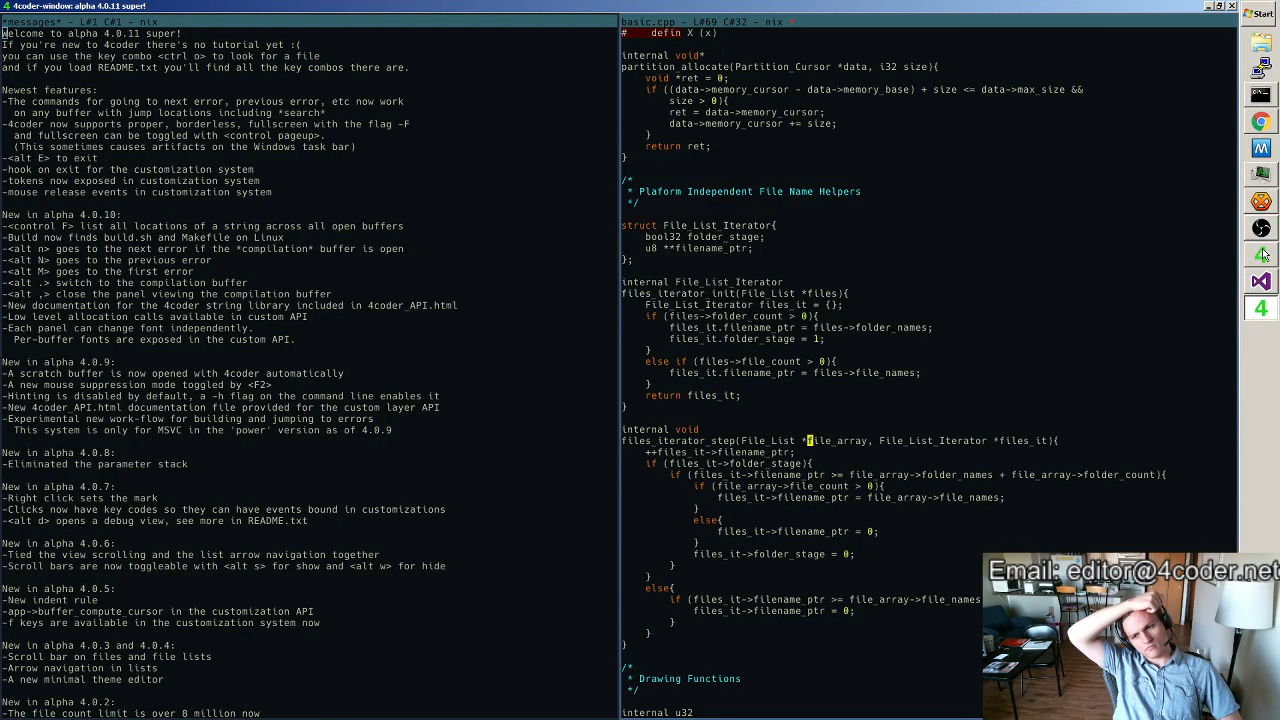 4coder-window: alpha 4.0.11 super!
*messages* - L#1 C#1 - nix
Welcome to alpha 4.0.11 super!
If you're new to 4coder there's no tutorial yet :(
you can use the key combo <ctrl o> to look for a file
and if you load README.txt you'll find all the key combos there are.
Newest features:
-The commands for going to next error, previous error, etc now work
on any buffer with jump locations including *search*
-4coder now supports proper, borderless, fullscreen with the flag -F
and fullscreen can be toggled with <control pageup>.
(This sometimes causes artifacts on the Windows task bar)
-<alt E> to exit
-hook on exit for the customization system
-tokens now exposed in customization system
-mouse release events in customization system
New in alpha 4.0.10:
-<control F> list all locations of a string across all open buffers
-Build now finds build.sh and Makefile on Linux
-<alt n> goes to the next error if the *compilation* buffer is open
-<alt N> goes to the previous error
-<alt M> goes to the first error
-<alt .> switch to the compilation buffer
-<alt ,> close the panel viewing the compilation buffer
-New documentation for the 4coder string library included in 4coder_API.html
-Low level allocation calls available in custom API
-Each panel can change font independently.
Per-buffer fonts are exposed in the custom API.
New in alpha 4.0.9:
-A scratch buffer is now opened with 4coder automatically
-A new mouse suppression mode toggled by <F2>
-Hinting is disabled by default, a -h flag on the command line enables it
-New 4coder_API.html documentation file provided for the custom layer API
-Experimental new work-flow for building and jumping to errors
This system is only for MSVC in the 'power' version as of 4.0.9
New in alpha 4.0.8:
-Eliminated the parameter stack
New in alpha 4.0.7:
-Right click sets the mark
-Clicks now have key codes so they can have events bound in customizations
-<alt d> opens a debug view, see more in README.txt
New in alpha 4.0.6:
-Tied the view scrolling and the list arrow navigation together
-Scroll bars are now toggleable with <alt s> for show and <alt w> for hide
New in alpha 4.0.5:
-New indent rule
-app->buffer_compute_cursor in the customization API
-f keys are available in the customization system now
New in alpha 4.0.3 and 4.0.4:
-Scroll bar on files and file lists
-Arrow navigation in lists
-A new minimal theme editor
New in alpha 4.0.2:
-The file count limit is over 8 million now
basic.cpp - L#69 C#32 - nix *
#    defin X (x)
internal void*
partition_allocate(Partition_Cursor *data, i32 size){
void *ret = 0;
if ((data->memory_cursor - data->memory_base) + size <= data->max_size &&
size > 0){
ret = data->memory_cursor;
data->memory_cursor += size;
}
return ret;
}
/*
* Plaform Independent File Name Helpers
*/
struct File_List_Iterator{
bool32 folder_stage;
u8 **filename_ptr;
};
internal File_List_Iterator
files_iterator_init(File_List *files){
File_List_Iterator files_it = {};
if (files->folder_count > 0){
files_it.filename_ptr = files->folder_names;
files_it.folder_stage = 1;
}
else if (files->file_count > 0){
files_it.filename_ptr = files->file_names;
}
return files_it;
}
internal void
files_iterator_step(File_List *file_array, File_List_Iterator *files_it){
++files_it->filename_ptr;
if (files_it->folder_stage){
if (files_it->filename_ptr >= file_array->folder_names + file_array->folder_count){
if (file_array->file_count > 0){
files_it->filename_ptr = file_array->file_names;
}
else{
files_it->filename_ptr = 0;
}
files_it->folder_stage = 0;
}
}
else{
if (files_it->filename_ptr >= file_array->file_names
files_it->filename_ptr = 0;
}
}
}
/*
* Drawing Functions
*/
internal u32
Start
Email: editor@4coder.net